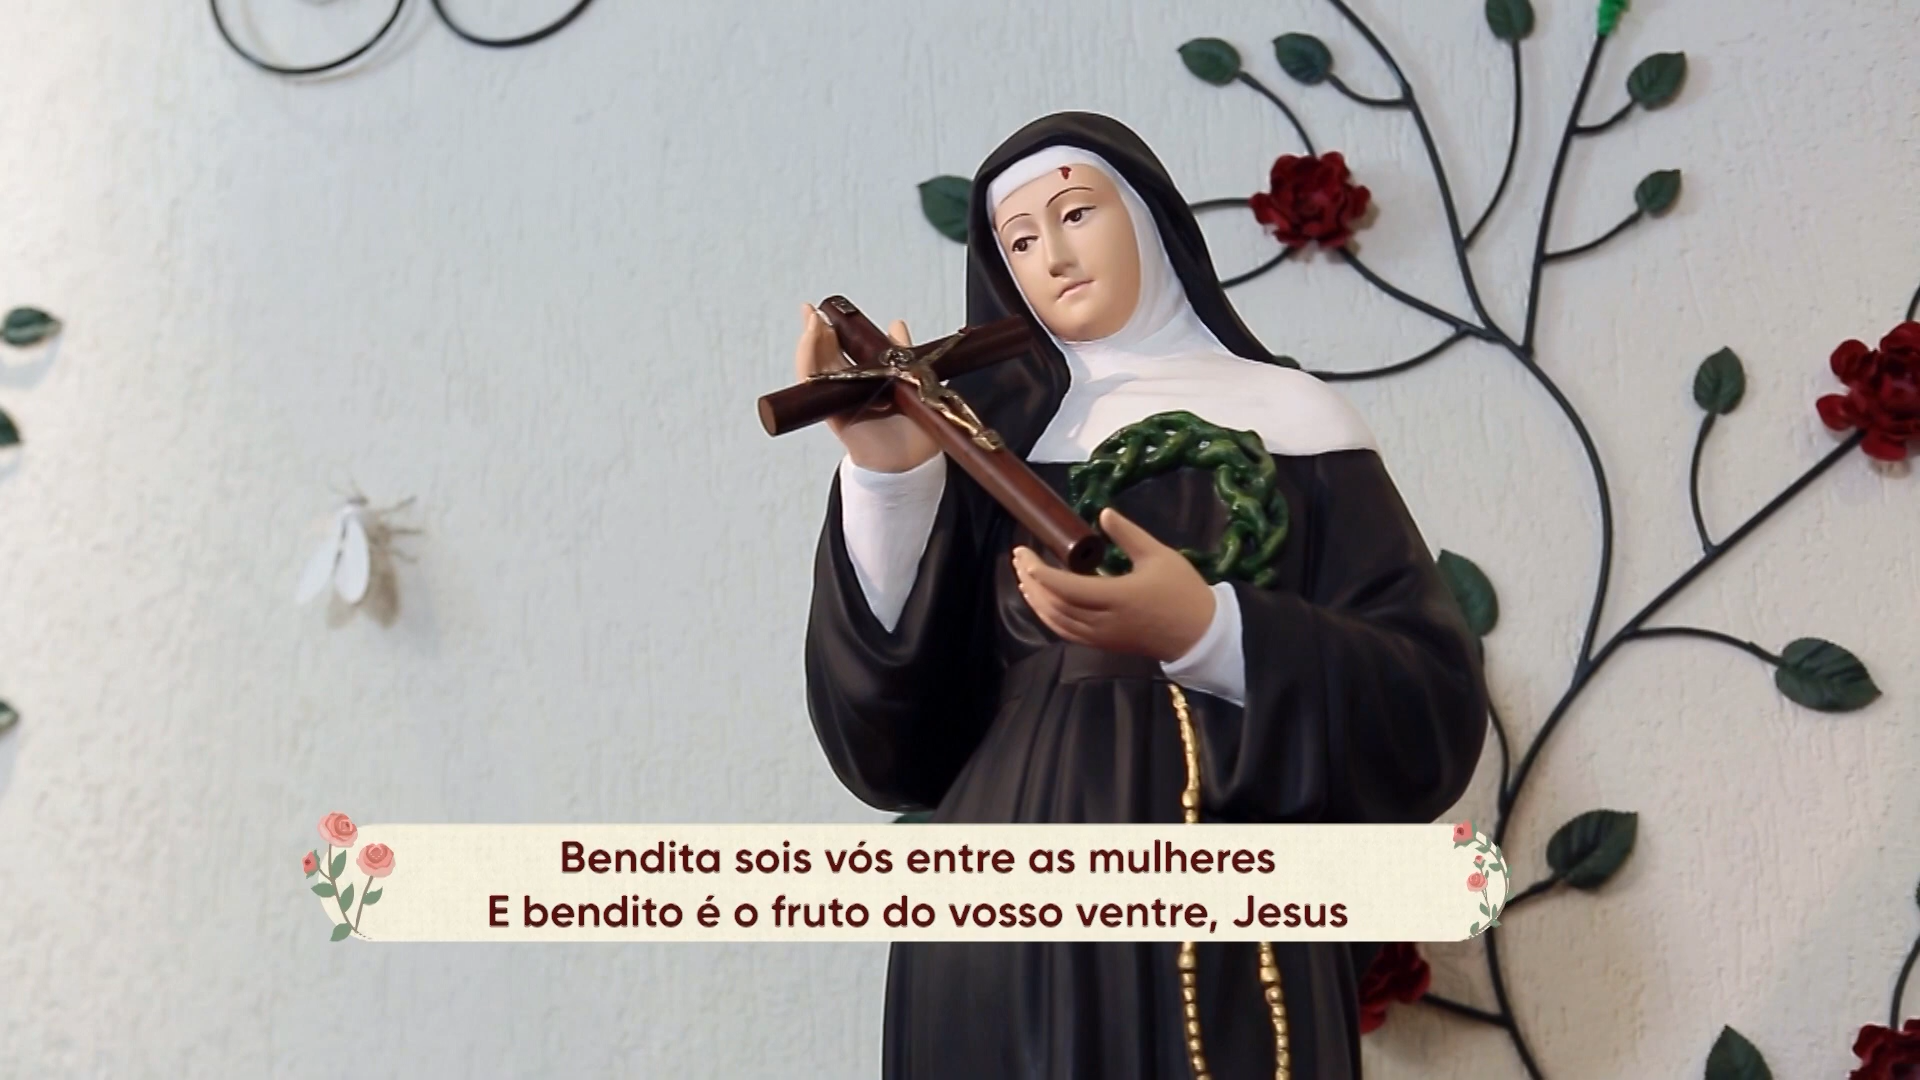 Bendita sois vós entre as mulheres
E bendito é o fruto do vosso ventre, Jesus